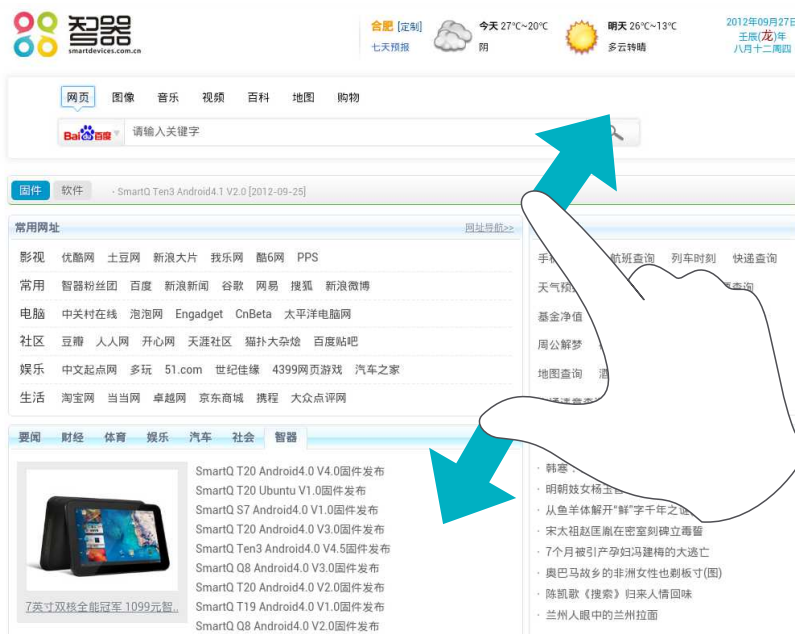 智器
smartdevices.com.cn
合肥 [定制] 今天 27℃~20℃ 明天 26℃~13℃ 2012年09月27日
七天预报 阴 多云转晴 壬辰(龙)年
八月十二周四
网页 图像 音乐 视频 百科 地图 购物
Bai百度 请输入关键字
固件 软件 · SmartQ Ten3 Android4.1 V2.0 [2012-09-25]
常用网址 网址导航>>
影视 优酷网 土豆网 新浪大片 我乐网 酷6网 PPS
常用 智器粉丝团 百度 新浪新闻 谷歌 网易 搜狐 新浪微博
电脑 中关村在线 泡泡网 Engadget CnBeta 太平洋电脑网
社区 豆瓣 人人网 开心网 天涯社区 猫扑大杂烩 百度贴吧
娱乐 中文起点网 多玩 51.com 世纪佳缘 4399网页游戏 汽车之家
生活 淘宝网 当当网 卓越网 京东商城 携程 大众点评网
航班查询 列车时刻 快递查询
天气预
基金净值
周公解梦
地图查询
要闻 财经 体育 娱乐 汽车 社会 智器
SmartQ T20 Android4.0 V4.0固件发布
SmartQ T20 Ubuntu V1.0固件发布
SmartQ S7 Android4.0 V1.0固件发布
SmartQ T20 Android4.0 V3.0固件发布
SmartQ Ten3 Android4.0 V4.5固件发布
SmartQ Q8 Android4.0 V3.0固件发布
SmartQ T20 Android4.0 V2.0固件发布
SmartQ T19 Android4.0 V1.0固件发布
SmartQ Q8 Android4.0 V2.0固件发布
7英寸双核全能冠军 1099元智..
· 韩寒
· 明朝妓女杨玉
· 从鱼羊体解开"鲜"字千年之谜
· 宋太祖赵匡胤在密室刻碑立毒誓
· 7个月被引产孕妇冯建梅的大逃亡
· 奥巴马故乡的非洲女性也剃板寸(图)
· 陈凯歌《搜索》归来人情回味
· 兰州人眼中的兰州拉面